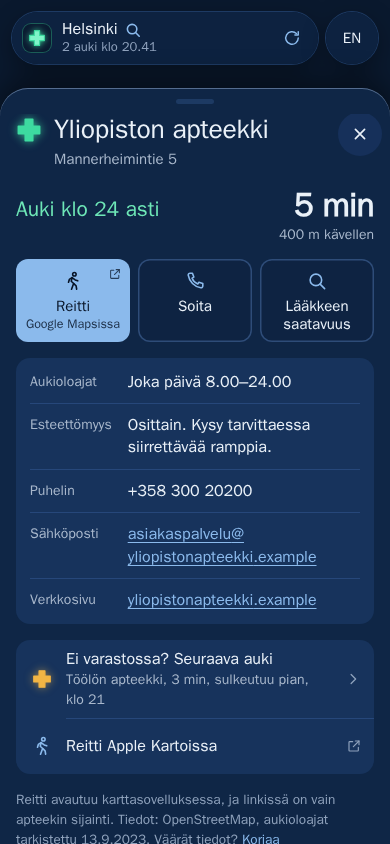 Helsinki
2 auki klo 20.41
EN
Yliopiston apteekki
Mannerheimintie 5
Auki klo 24 asti
5 min
400 m kävellen
Reitti
Google Mapsissa
Soita
Lääkkeen
saatavuus
Aukioloajat
Joka päivä 8.00–24.00
Esteettömyys
Osittain. Kysy tarvittaessa
siirrettävää ramppia.
Puhelin
+358 300 20200
Sähköposti
asiakaspalvelu@
yliopistonapteekki.example
Verkkosivu
yliopistonapteekki.example
Ei varastossa? Seuraava auki
Töölön apteekki, 3 min, sulkeutuu pian,
klo 21
Reitti Apple Kartoissa
Reitti avautuu karttasovelluksessa, ja linkissä on vain
apteekin sijainti. Tiedot: OpenStreetMap, aukioloajat
tarkistettu 13.9.2023. Väärät tiedot? Korjaa